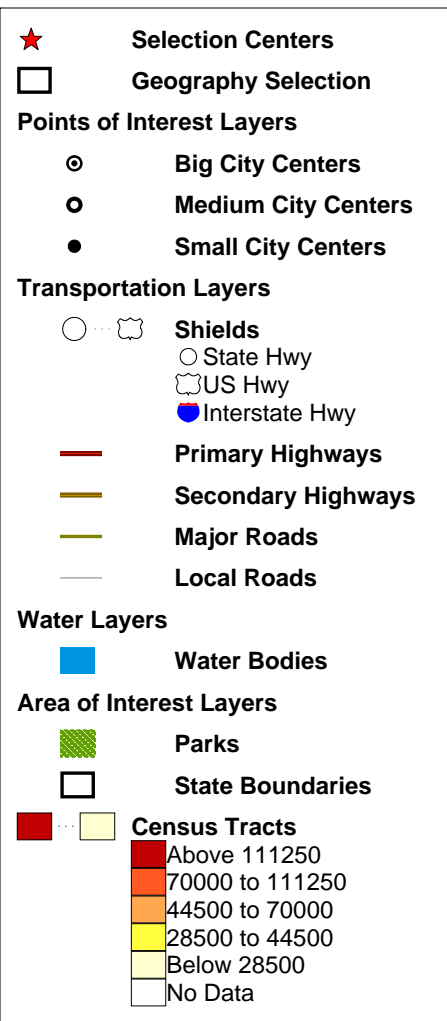 Selection Centers
Geography Selection
Points of Interest Layers
Big City Centers
Medium City Centers
Small City Centers
Transportation Layers
Shields
State Hwy
US Hwy
Interstate Hwy
Primary Highways
Secondary Highways
Major Roads
Local Roads
Water Layers
Water Bodies
Area of Interest Layers
Parks
State Boundaries
Census Tracts
Above 111250
70000 to 111250
44500 to 70000
28500 to 44500
Below 28500
No Data